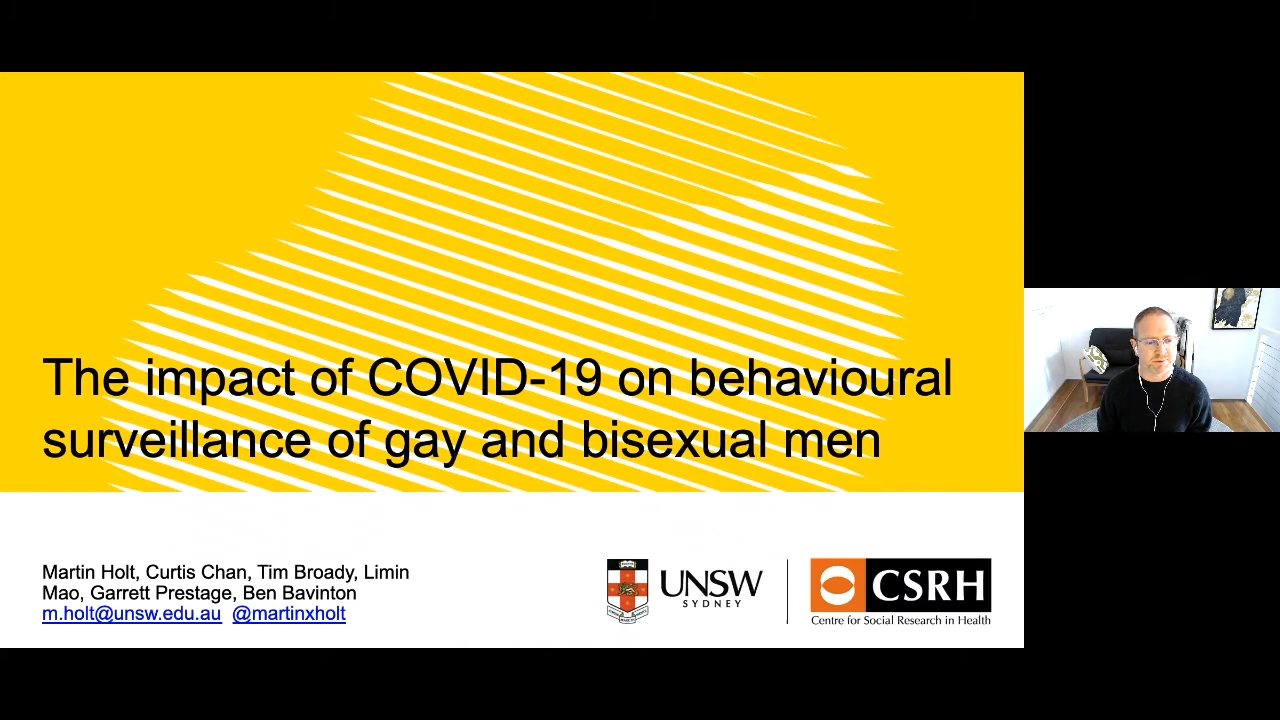 The impact of COVID-19 on behavioural
surveillance of gay and bisexual men
Martin Holt, Curtis Chan, Tim Broady, Limin
Mao, Garrett Prestage, Ben Bavinton
m.holt@unsw.edu.au @martinxholt
UNSW
SYDNEY
CSRH
Centre for Social Research in Health